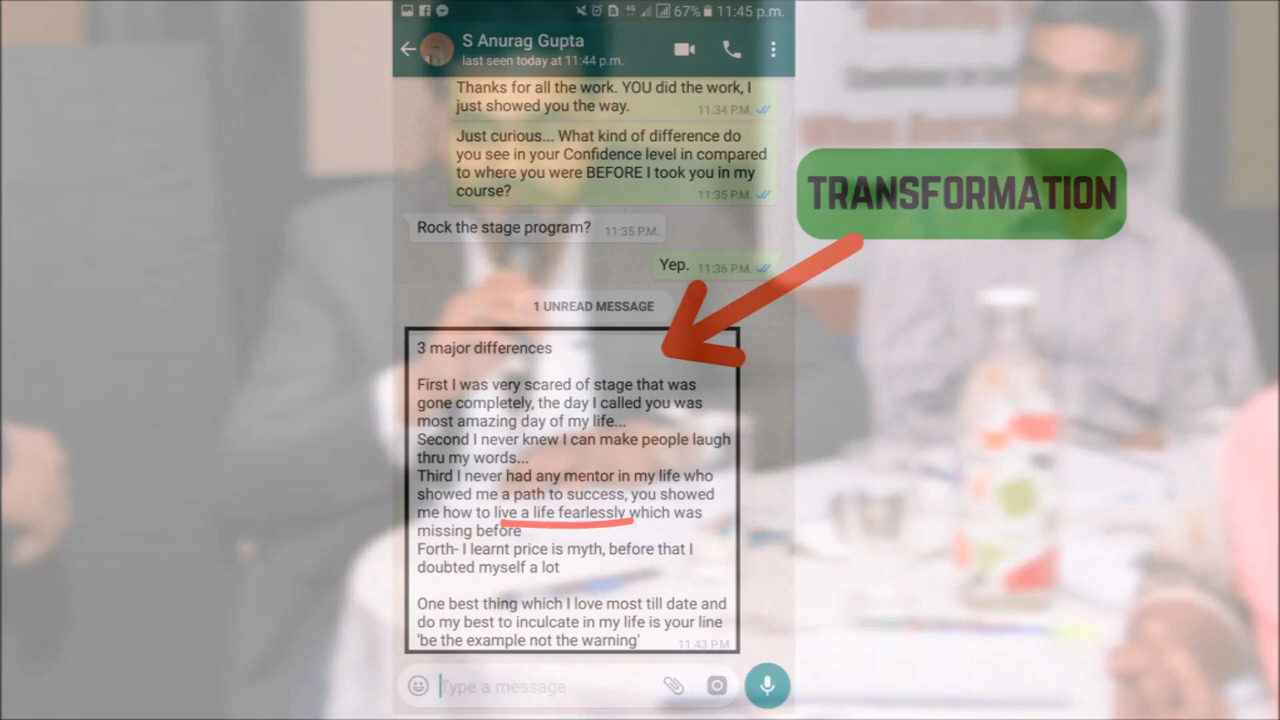 67% 11:45 p.m.
S Anurag Gupta
last seen today at 11:44 p.m.
Thanks for all the work. YOU did the work, I
just showed you the way.
11:34 P.M.
Just curious... What kind of difference do
you see in your Confidence level in compared
to where you were BEFORE I took you in my
course?
11:35 P.M.
TRANSFORMATION
Rock the stage program? 11:35 P.M.
Yep. 11:36 P.M.
1 UNREAD MESSAGE
3 major differences
First I was very scared of stage that was
gone completely, the day I called you was
most amazing day of my life...
Second I never knew I can make people laugh
thru my words...
Third I never had any mentor in my life who
showed me a path to success, you showed
me how to live a life fearlessly which was
missing before
Forth- I learnt price is myth, before that I
doubted myself a lot
One best thing which I love most till date and
do my best to inculcate in my life is your line
'be the example not the warning'
11:43 P.M
Type a message